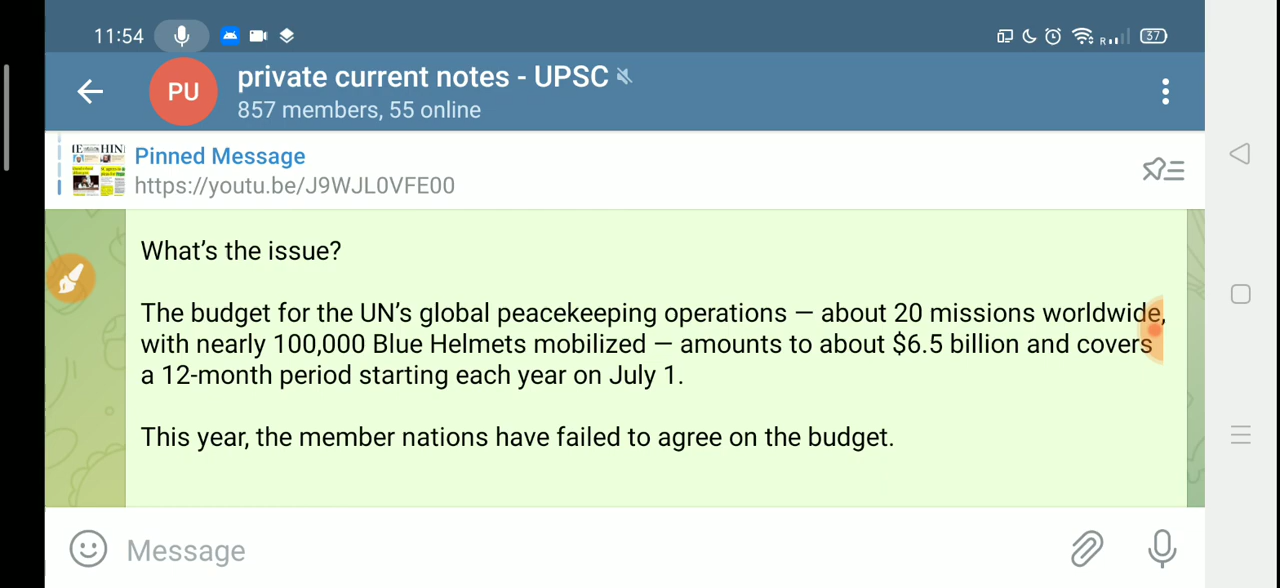 11:54
R
37
PU
private current notes - UPSC
857 members, 55 online
Pinned Message
https://youtu.be/J9WJL0VFE00
What's the issue?
The budget for the UN's global peacekeeping operations — about 20 missions worldwide,
with nearly 100,000 Blue Helmets mobilized — amounts to about $6.5 billion and covers
a 12-month period starting each year on July 1.
This year, the member nations have failed to agree on the budget.
Message